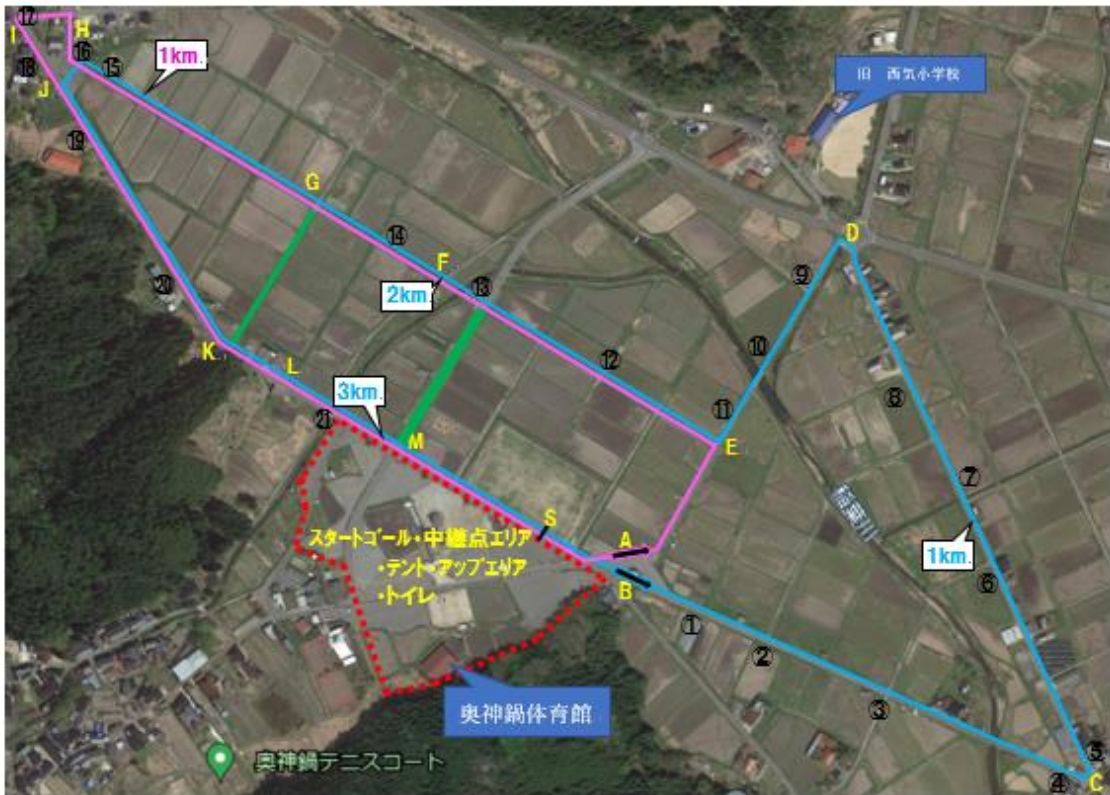 ⑰
I
H
⑯
⑮
1km.
⑱
J
⑲
旧　西気小学校
G
⑭
F
⑬
2km.
D
⑨
⑩
⑧
⑫
⑪
E
⑳
K
L
3km.
㉑
M
⑦
1km.
⑥
S
スタートゴール・中継点エリア
・テント・アップエリア
・トイレ
A
B
①
②
③
④
⑤
C
奥神鍋体育館
奥神鍋テニスコート